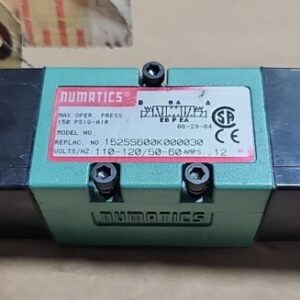 numatics®
MAX OPER. PRESS.
150 PSIG-AIR
B B A A
EB P EA
06-29-04
MODEL NO.
REPLAC. NO. 152SS600K000030
VOLTS/HZ. 110-120/50-60 AMPS. .12
numatics